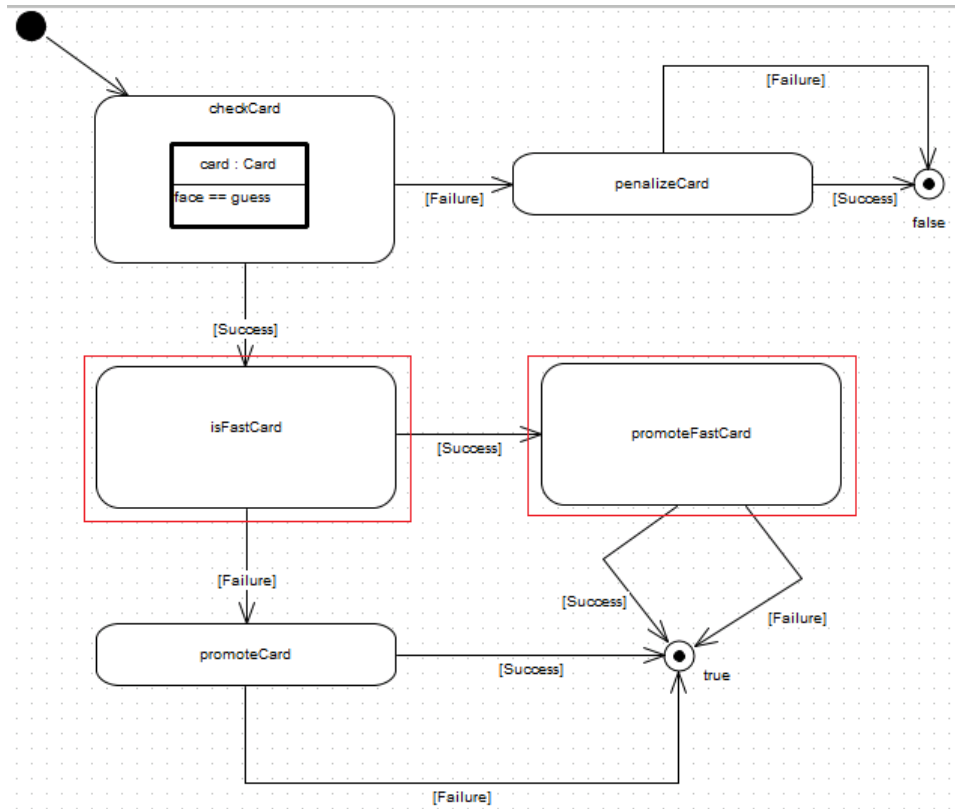 [Failure]
checkCard
card : Card
face == guess
[Failure]
penalizeCard
[Success]
false
[Success]
isFastCard
[Success]
promoteFastCard
[Failure]
[Success]
[Failure]
promoteCard
[Success]
true
[Failure]